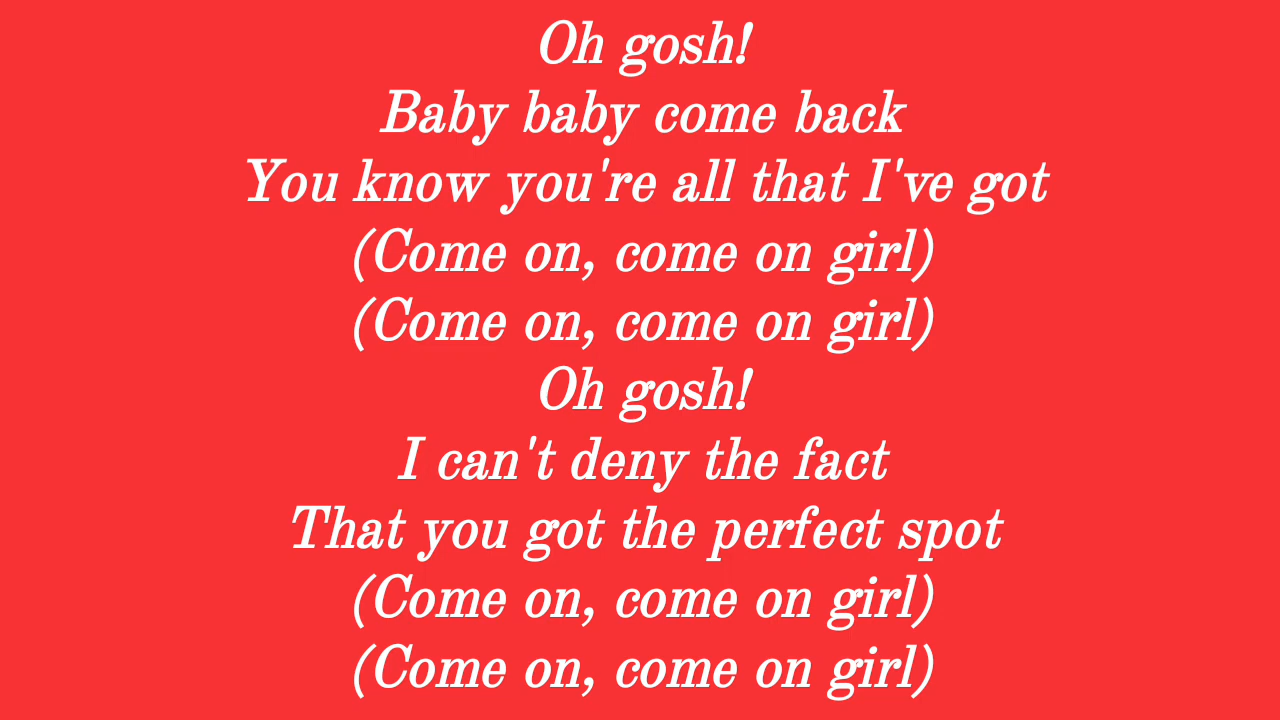 Oh gosh!
Baby baby come back
You know you're all that I've got
(Come on, come on girl)
(Come on, come on girl)
Oh gosh!
I can't deny the fact
That you got the perfect spot
(Come on, come on girl)
(Come on, come on girl)